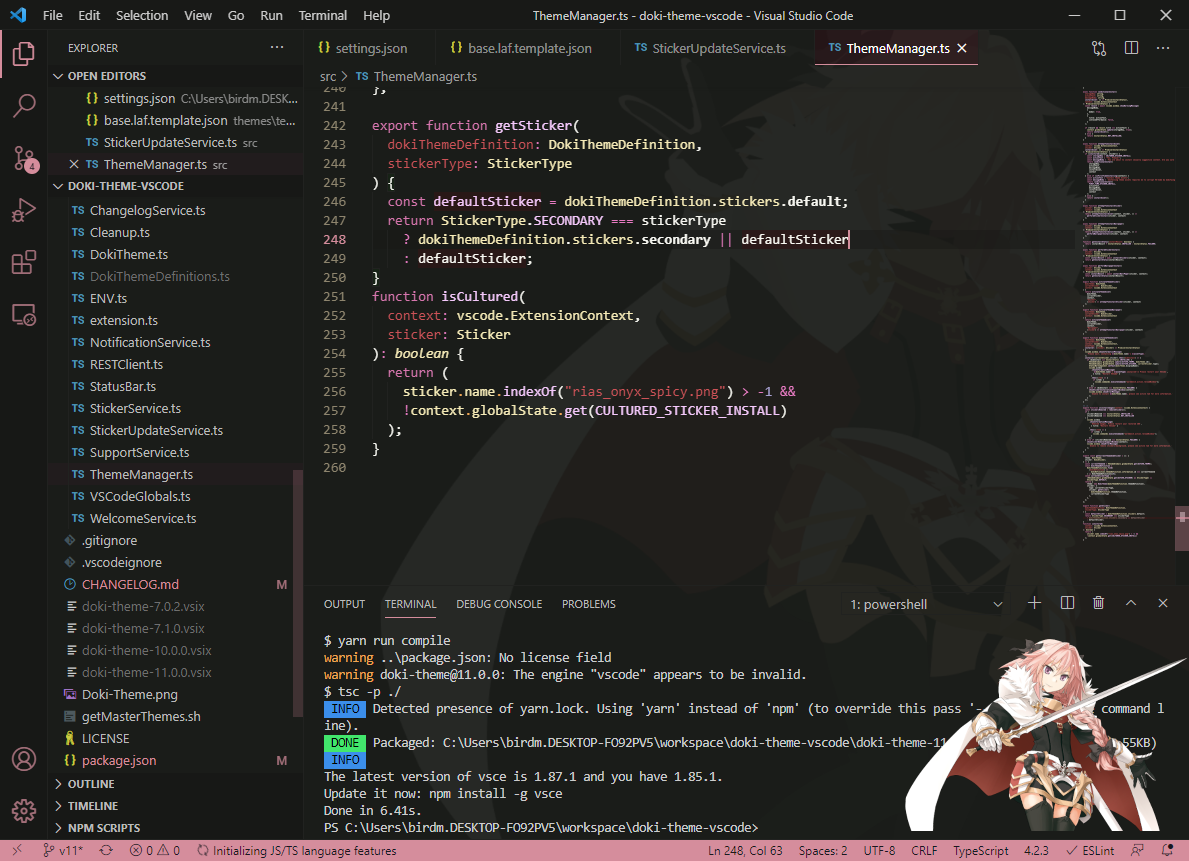 File Edit Selection View Go Run Terminal Help
ThemeManager.ts - doki-theme-vscode - Visual Studio Code
EXPLORER
OPEN EDITORS
{} settings.json C:\Users\birdm.DESK...
{} base.laf.template.json themes\te...
TS StickerUpdateService.ts src
TS ThemeManager.ts src
DOKI-THEME-VSCODE
TS ChangelogService.ts
TS Cleanup.ts
TS DokiTheme.ts
TS DokiThemeDefinitions.ts
TS ENV.ts
TS extension.ts
TS NotificationService.ts
TS RESTClient.ts
TS StatusBar.ts
TS StickerService.ts
TS StickerUpdateService.ts
TS SupportService.ts
TS ThemeManager.ts
TS VSCodeGlobals.ts
TS WelcomeService.ts
.gitignore
.vscodeignore
CHANGELOG.md M
doki-theme-7.0.2.vsix
doki-theme-7.1.0.vsix
doki-theme-10.0.0.vsix
doki-theme-11.0.0.vsix
Doki-Theme.png
getMasterThemes.sh
LICENSE
{} package.json M
OUTLINE
TIMELINE
NPM SCRIPTS
4
{} settings.json {} base.laf.template.json TS StickerUpdateService.ts TS ThemeManager.ts
src > TS ThemeManager.ts
240 };
241
242 export function getSticker(
243 dokiThemeDefinition: DokiThemeDefinition,
244 stickerType: StickerType
245 ) {
246 const defaultSticker = dokiThemeDefinition.stickers.default;
247 return StickerType.SECONDARY === stickerType
248 ? dokiThemeDefinition.stickers.secondary || defaultSticker
249 : defaultSticker;
250 }
251 function isCultured(
252 context: vscode.ExtensionContext,
253 sticker: Sticker
254 ): boolean {
255 return (
256 sticker.name.indexOf("rias_onyx_spicy.png") > -1 &&
257 !context.globalState.get(CULTURED_STICKER_INSTALL)
258 );
259 }
260
OUTPUT TERMINAL DEBUG CONSOLE PROBLEMS 1: powershell
$ yarn run compile
warning ..\package.json: No license field
warning doki-theme@11.0.0: The engine "vscode" appears to be invalid.
$ tsc -p ./
INFO Detected presence of yarn.lock. Using 'yarn' instead of 'npm' (to override this pass '- command l
ine).
DONE Packaged: C:\Users\birdm.DESKTOP-FO92PV5\workspace\doki-theme-vscode\doki-theme-11 55KB)
INFO
The latest version of vsce is 1.87.1 and you have 1.85.1.
Update it now: npm install -g vsce
Done in 6.41s.
PS C:\Users\birdm.DESKTOP-FO92PV5\workspace\doki-theme-vscode>
v11* 0 0 Initializing JS/TS language features Ln 248, Col 63 Spaces: 2 UTF-8 CRLF TypeScript 4.2.3 ESLint